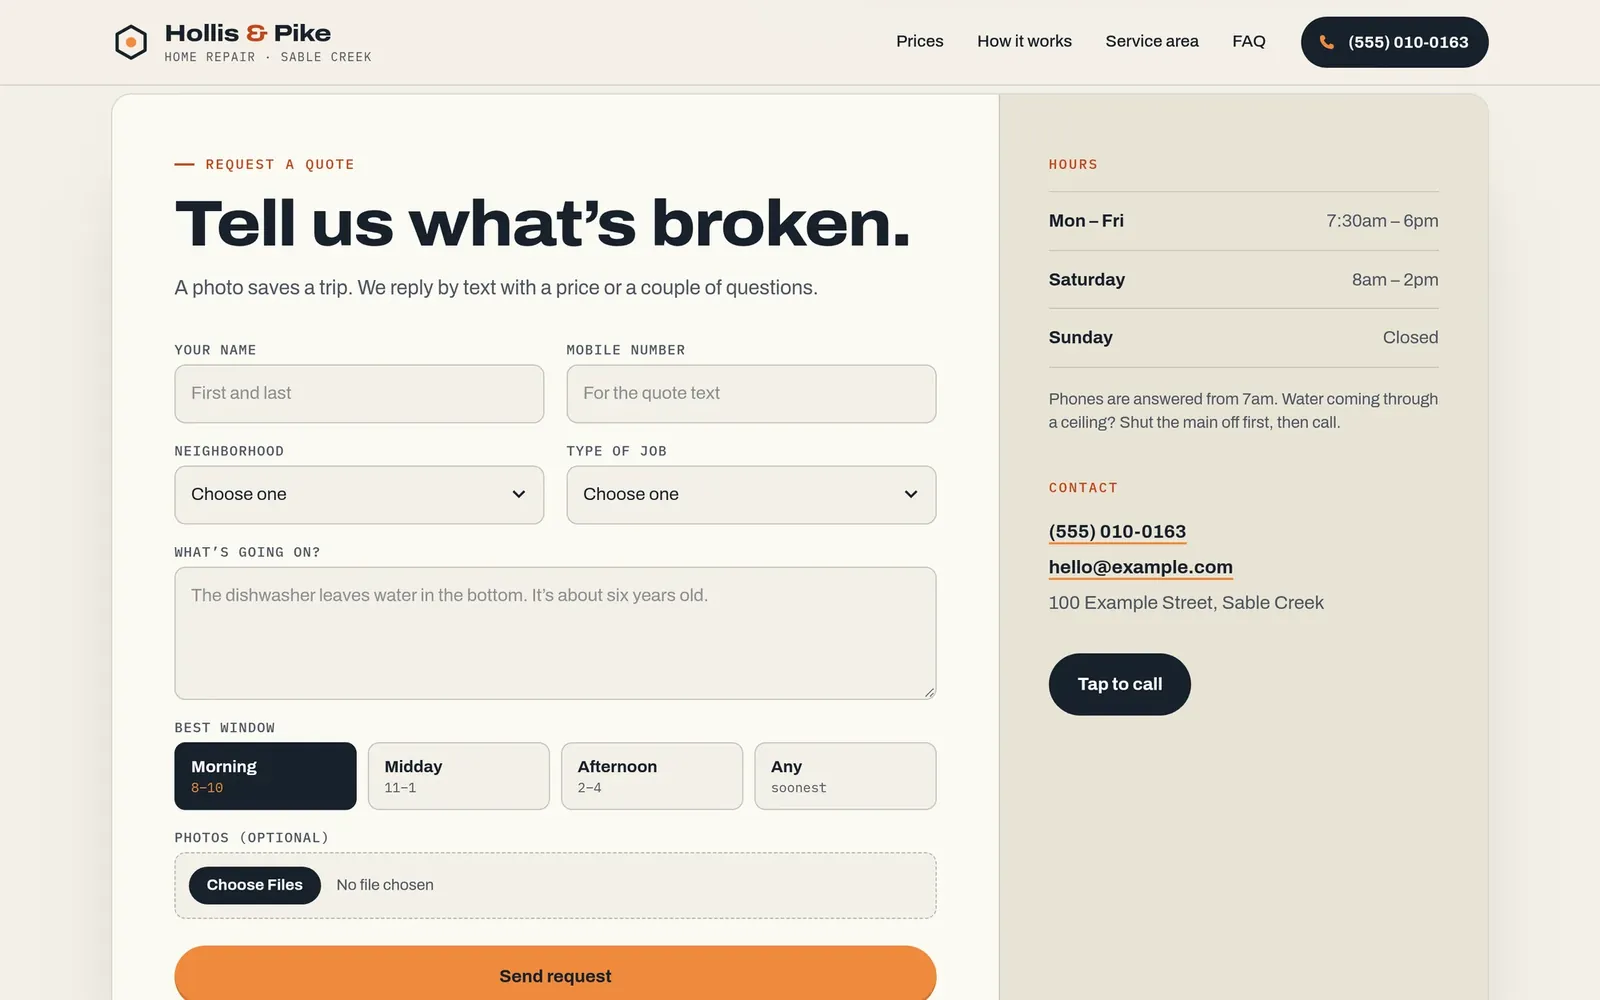 Hollis & Pike
HOME REPAIR · SABLE CREEK
Prices
How it works
Service area
FAQ
(555) 010-0163
REQUEST A QUOTE
Tell us what’s broken.
A photo saves a trip. We reply by text with a price or a couple of questions.
YOUR NAME
First and last
MOBILE NUMBER
For the quote text
NEIGHBORHOOD
Choose one
TYPE OF JOB
Choose one
WHAT’S GOING ON?
The dishwasher leaves water in the bottom. It’s about six years old.
BEST WINDOW
Morning
8–10
Midday
11–1
Afternoon
2–4
Any
soonest
PHOTOS (OPTIONAL)
Choose Files
No file chosen
Send request
HOURS
Mon – Fri 7:30am – 6pm
Saturday 8am – 2pm
Sunday Closed
Phones are answered from 7am. Water coming through
a ceiling? Shut the main off first, then call.
CONTACT
(555) 010-0163
hello@example.com
100 Example Street, Sable Creek
Tap to call